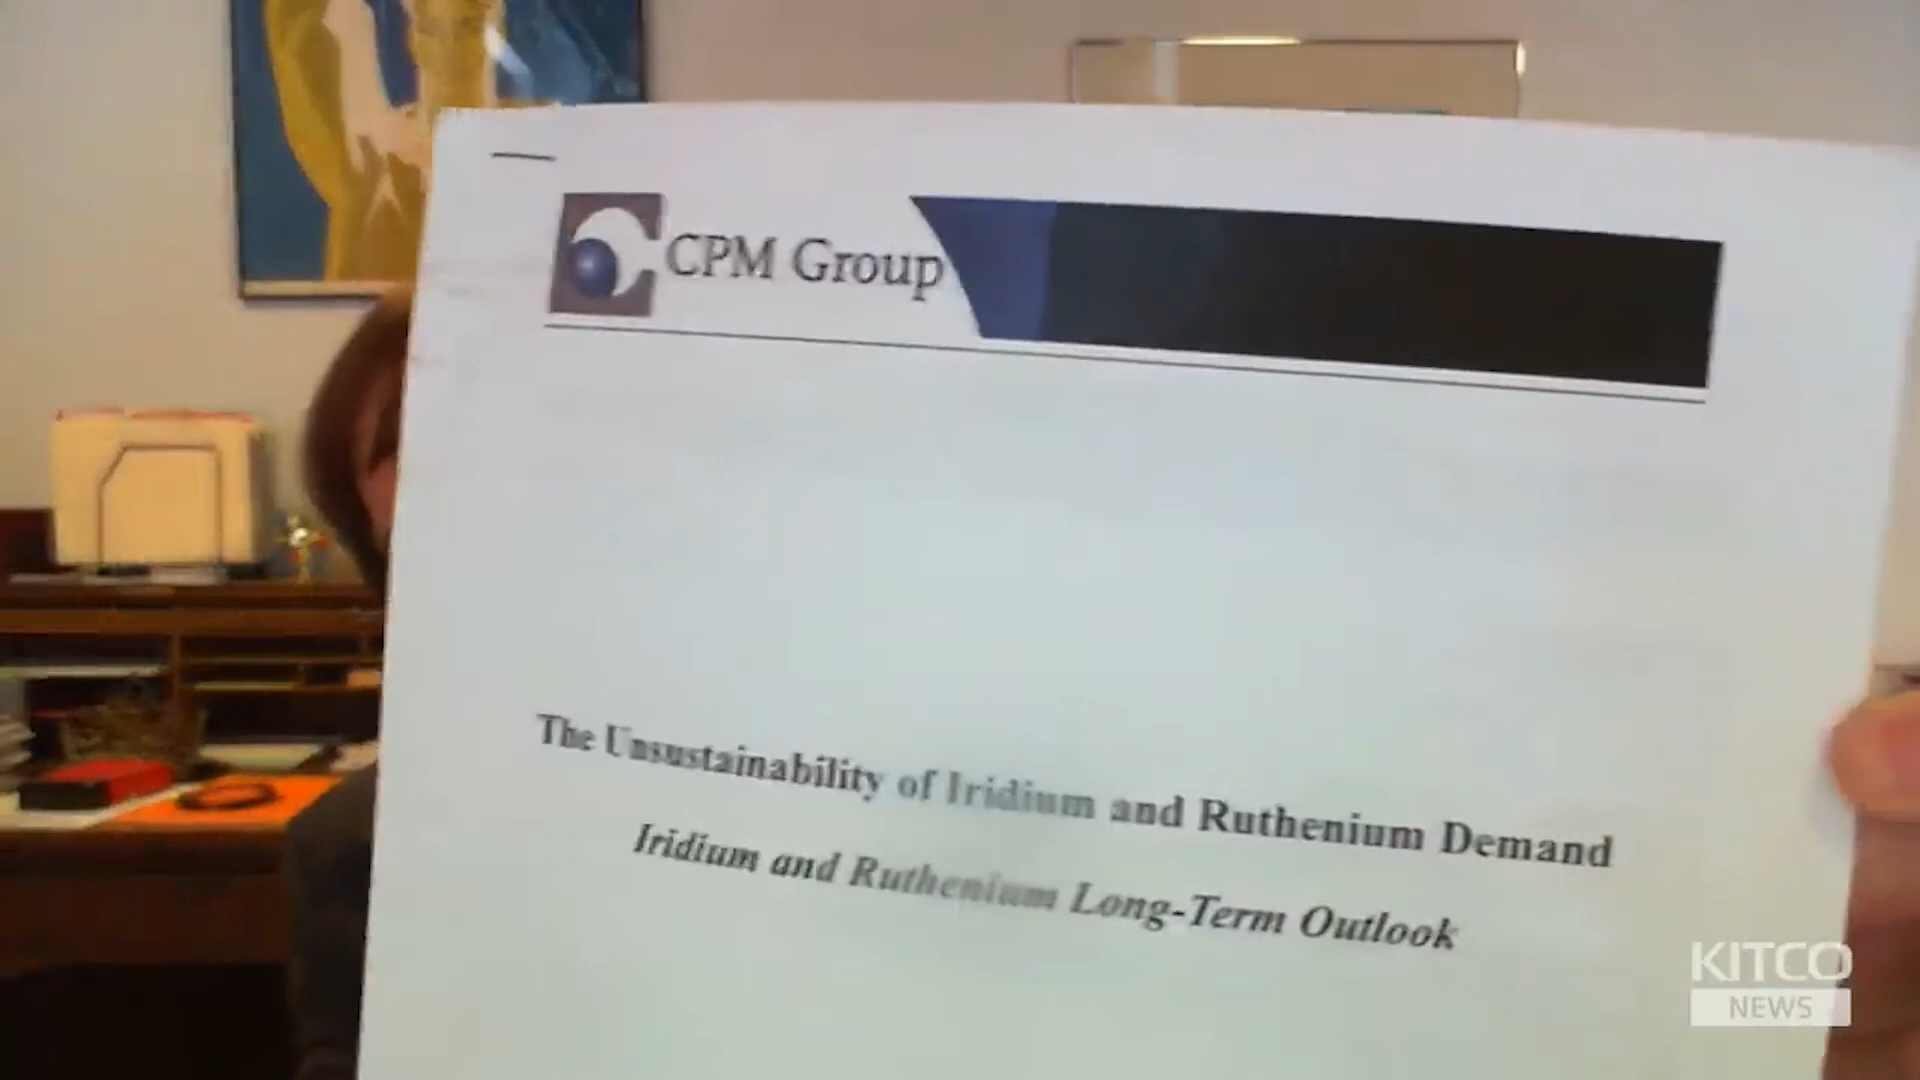 CPM Group
The Unsustainability of Iridium and Ruthenium Demand
Iridium and Ruthenium Long-Term Outlook
KITCO
NEWS